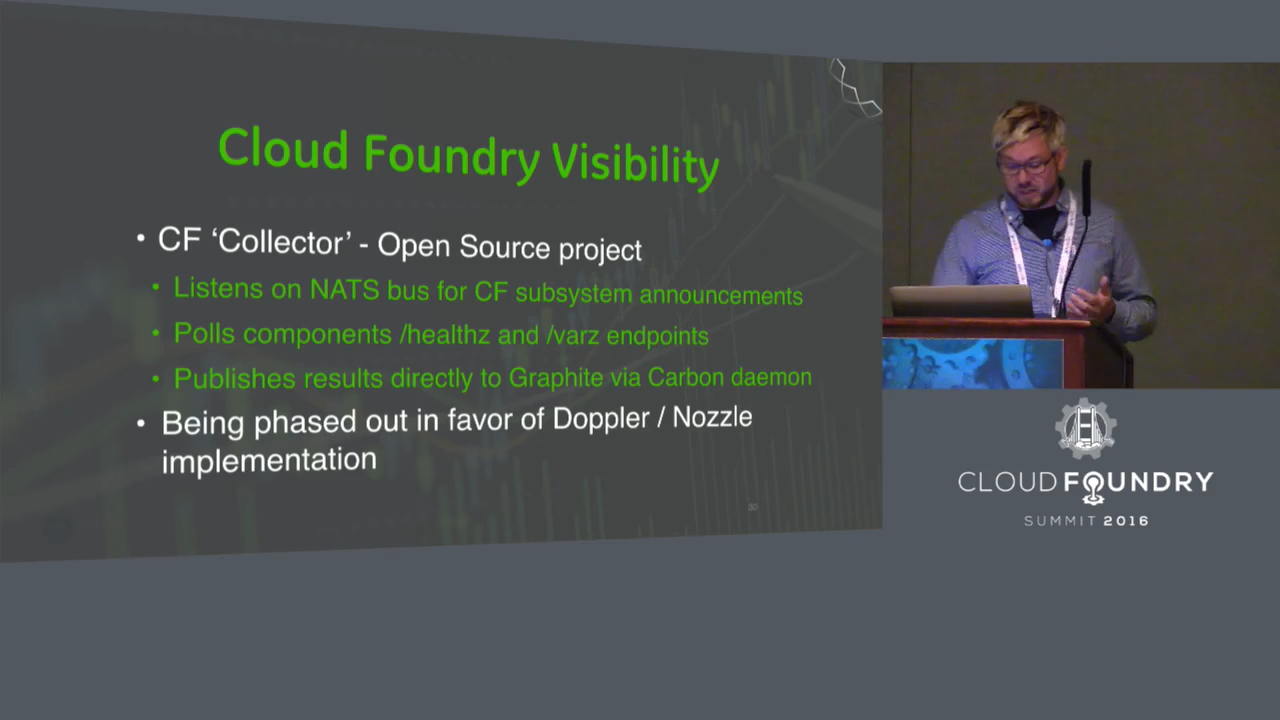 Cloud Foundry Visibility
• CF ‘Collector’ - Open Source project
• Listens on NATS bus for CF subsystem announcements
• Polls components /healthz and /varz endpoints
• Publishes results directly to Graphite via Carbon daemon
• Being phased out in favor of Doppler / Nozzle
implementation
CLOUD FOUNDRY
SUMMIT 2016